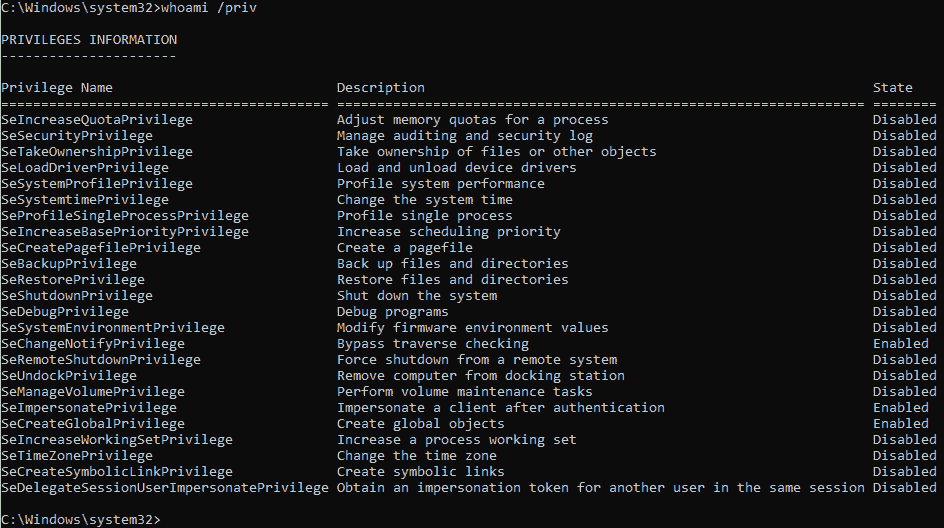 C:\Windows\system32>whoami /priv
PRIVILEGES INFORMATION
----------------------
Privilege Name                            Description                                                        State
========================================= ================================================================== ========
SeIncreaseQuotaPrivilege                  Adjust memory quotas for a process                                 Disabled
SeSecurityPrivilege                       Manage auditing and security log                                   Disabled
SeTakeOwnershipPrivilege                  Take ownership of files or other objects                           Disabled
SeLoadDriverPrivilege                     Load and unload device drivers                                     Disabled
SeSystemProfilePrivilege                  Profile system performance                                         Disabled
SeSystemtimePrivilege                     Change the system time                                             Disabled
SeProfileSingleProcessPrivilege           Profile single process                                             Disabled
SeIncreaseBasePriorityPrivilege           Increase scheduling priority                                       Disabled
SeCreatePagefilePrivilege                 Create a pagefile                                                  Disabled
SeBackupPrivilege                         Back up files and directories                                      Disabled
SeRestorePrivilege                        Restore files and directories                                      Disabled
SeShutdownPrivilege                       Shut down the system                                               Disabled
SeDebugPrivilege                          Debug programs                                                     Disabled
SeSystemEnvironmentPrivilege              Modify firmware environment values                                 Disabled
SeChangeNotifyPrivilege                   Bypass traverse checking                                           Enabled
SeRemoteShutdownPrivilege                 Force shutdown from a remote system                                Disabled
SeUndockPrivilege                         Remove computer from docking station                               Disabled
SeManageVolumePrivilege                   Perform volume maintenance tasks                                   Disabled
SeImpersonatePrivilege                    Impersonate a client after authentication                          Enabled
SeCreateGlobalPrivilege                   Create global objects                                              Enabled
SeIncreaseWorkingSetPrivilege             Increase a process working set                                     Disabled
SeTimeZonePrivilege                       Change the time zone                                               Disabled
SeCreateSymbolicLinkPrivilege             Create symbolic links                                              Disabled
SeDelegateSessionUserImpersonatePrivilege Obtain an impersonation token for another user in the same session Disabled
C:\Windows\system32>